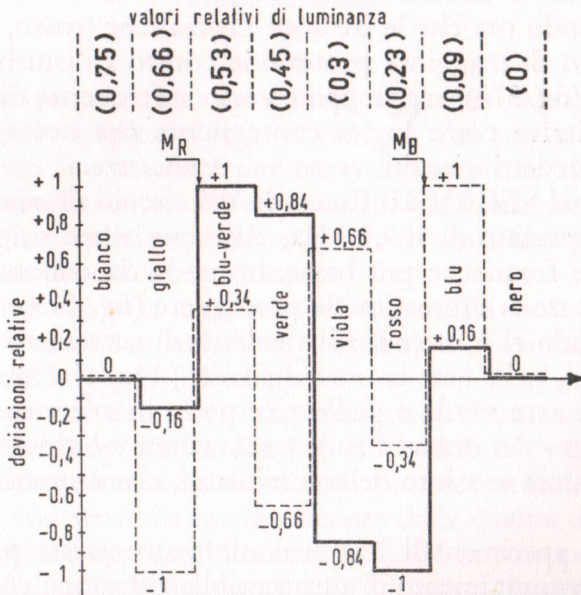 valori relativi di luminanza
(0,75) (0,66) (0,53) (0,45) (0,3) (0,22) (0,09) (0)
MR MB
+1 +1 +1
+0,8 +0,84
+0,6 +0,66
+0,4 +0,34
+0,2 +0,16
0 0 0
-0,2 -0,16
-0,4 -0,34
-0,6 -0,66
-0,8 -0,84
-1 -1 -1
deviazioni relative
bianco
giallo
blu-verde
verde
viola
rosso
blu
nero